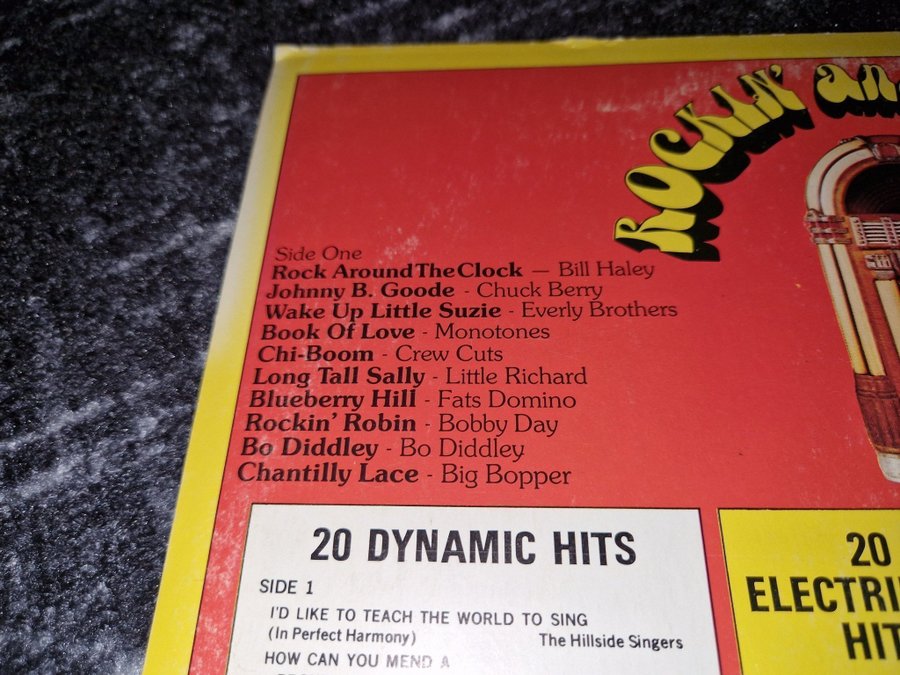 ROCKIN' an
Side One
Rock Around The Clock — Bill Haley
Johnny B. Goode - Chuck Berry
Wake Up Little Suzie - Everly Brothers
Book Of Love - Monotones
Chi-Boom - Crew Cuts
Long Tall Sally - Little Richard
Blueberry Hill - Fats Domino
Rockin' Robin - Bobby Day
Bo Diddley - Bo Diddley
Chantilly Lace - Big Bopper
20 DYNAMIC HITS
SIDE 1
I'D LIKE TO TEACH THE WORLD TO SING
(In Perfect Harmony) The Hillside Singers
HOW CAN YOU MEND A
20
ELECTRI
HIT